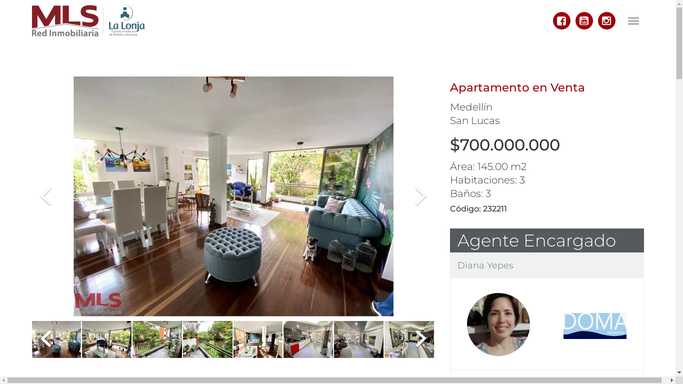 MLS
Red Inmobiliaria
La Lonja
Apartamento en Venta
Medellín
San Lucas
$700.000.000
Área: 145.00 m2
Habitaciones: 3
Baños: 3
Código: 232211
Agente Encargado
Diana Yepes
MLS
DOMA